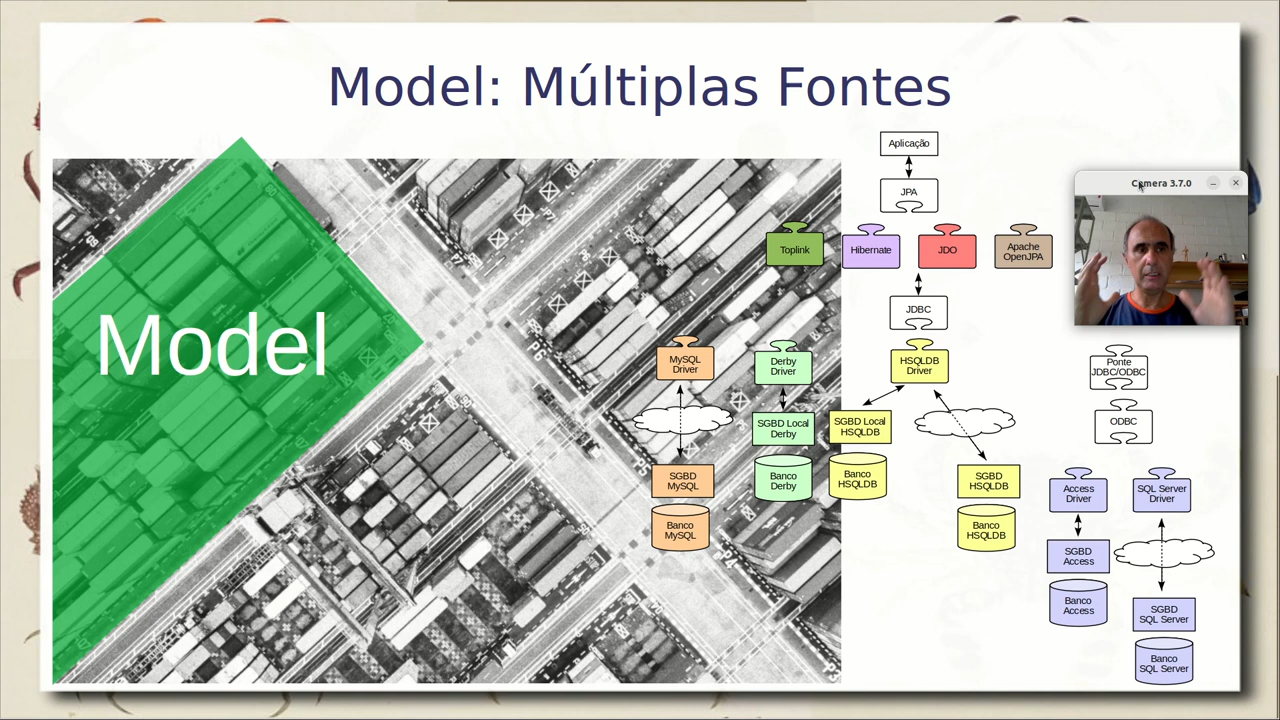 Model: Múltiplas Fontes
Aplicação
JPA
Camera 3.7.0
Toplink
Hibernate
JDO
Apache
OpenJPA
JDBC
Model
MySQL
Driver
Derby
Driver
HSQLDB
Driver
Ponte
JDBC/ODBC
SGBD Local
Derby
SGBD Local
HSQLDB
ODBC
SGBD
MySQL
Banco
Derby
Banco
HSQLDB
SGBD
HSQLDB
Access
Driver
SQL Server
Driver
Banco
MySQL
Banco
HSQLDB
SGBD
Access
Banco
Access
SGBD
SQL Server
Banco
SQL Server
P6
P5
P4